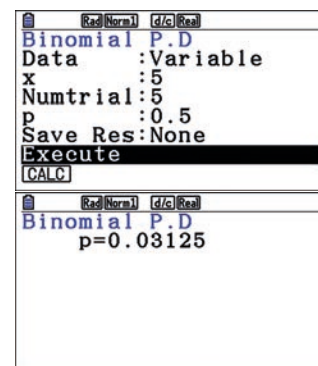 Rad Norm1 d/c Real
Binomial P.D
Data :Variable
x :5
Numtrial:5
p :0.5
Save Res:None
Execute
CALC
Rad Norm1 d/c Real
Binomial P.D
p=0.03125